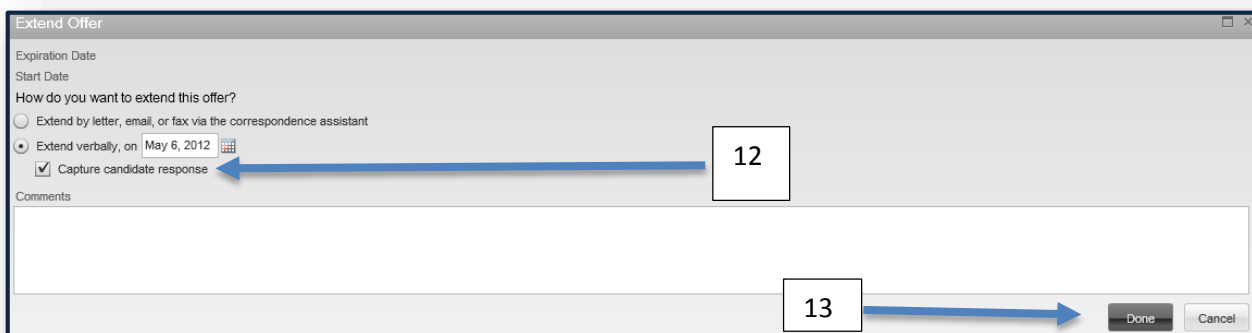 Extend Offer
Expiration Date
Start Date
How do you want to extend this offer?
Extend by letter, email, or fax via the correspondence assistant
Extend verbally, on May 6, 2012
Capture candidate response
12
Comments
13
Done Cancel